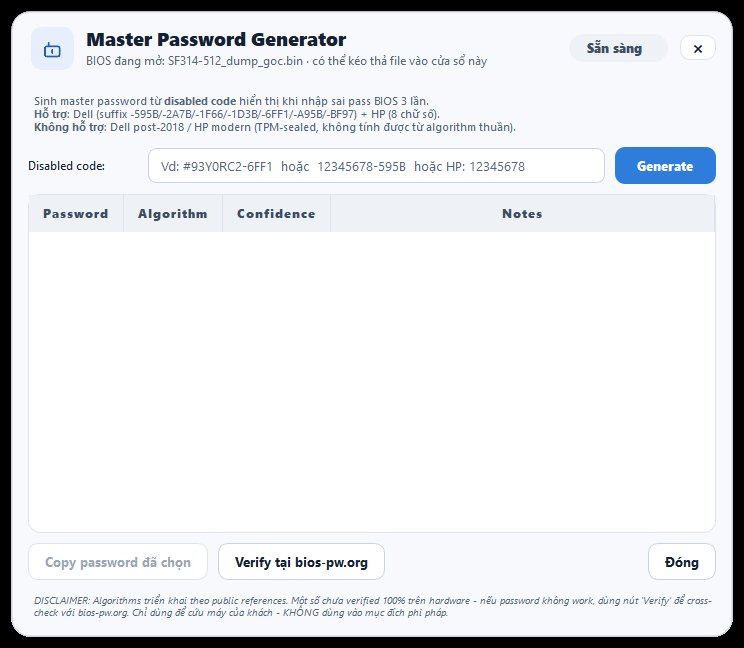 Master Password Generator
BIOS đang mở: SF314-512_dump_goc.bin · có thể kéo thả file vào cửa sổ này
Sẵn sàng
×
Sinh master password từ disabled code hiển thị khi nhập sai pass BIOS 3 lần.
Hỗ trợ: Dell (suffix -595B/-2A7B/-1F66/-1D3B/-6FF1/-A95B/-BF97) + HP (8 chữ số).
Không hỗ trợ: Dell post-2018 / HP modern (TPM-sealed, không tính được từ algorithm thuần).
Disabled code:
Vd: #93Y0RC2-6FF1 hoặc 12345678-595B hoặc HP: 12345678
Generate
Password Algorithm Confidence Notes
Copy password đã chọn
Verify tại bios-pw.org
Đóng
DISCLAIMER: Algorithms triển khai theo public references. Một số chưa verified 100% trên hardware - nếu password không work, dùng nút 'Verify' để cross-
check với bios-pw.org. Chỉ dùng để cứu máy của khách - KHÔNG dùng vào mục đích phi pháp.